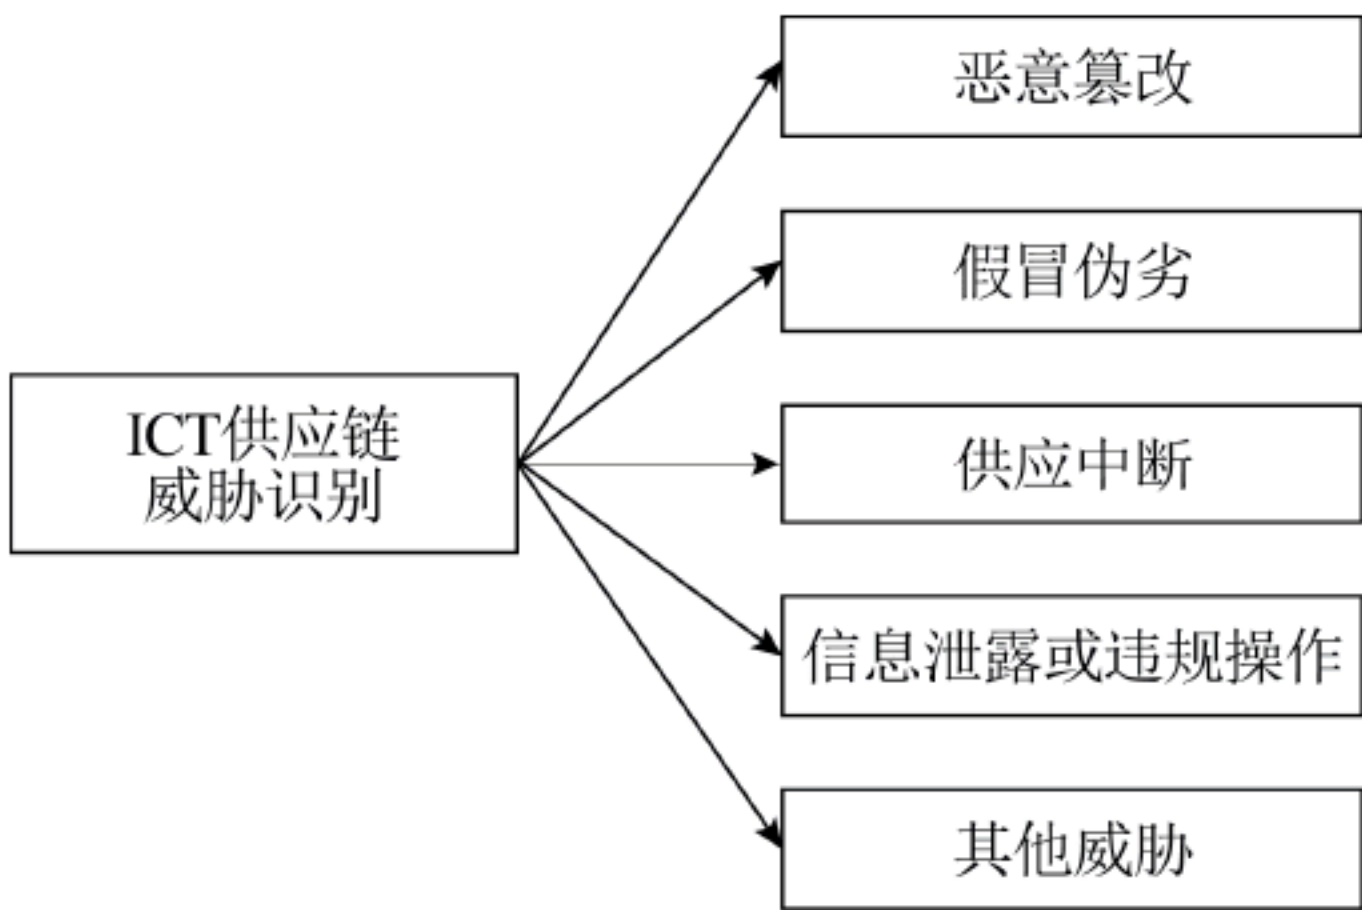 恶意篡改
假冒伪劣
ICT供应链
威胁识别
供应中断
信息泄露或违规操作
其他威胁